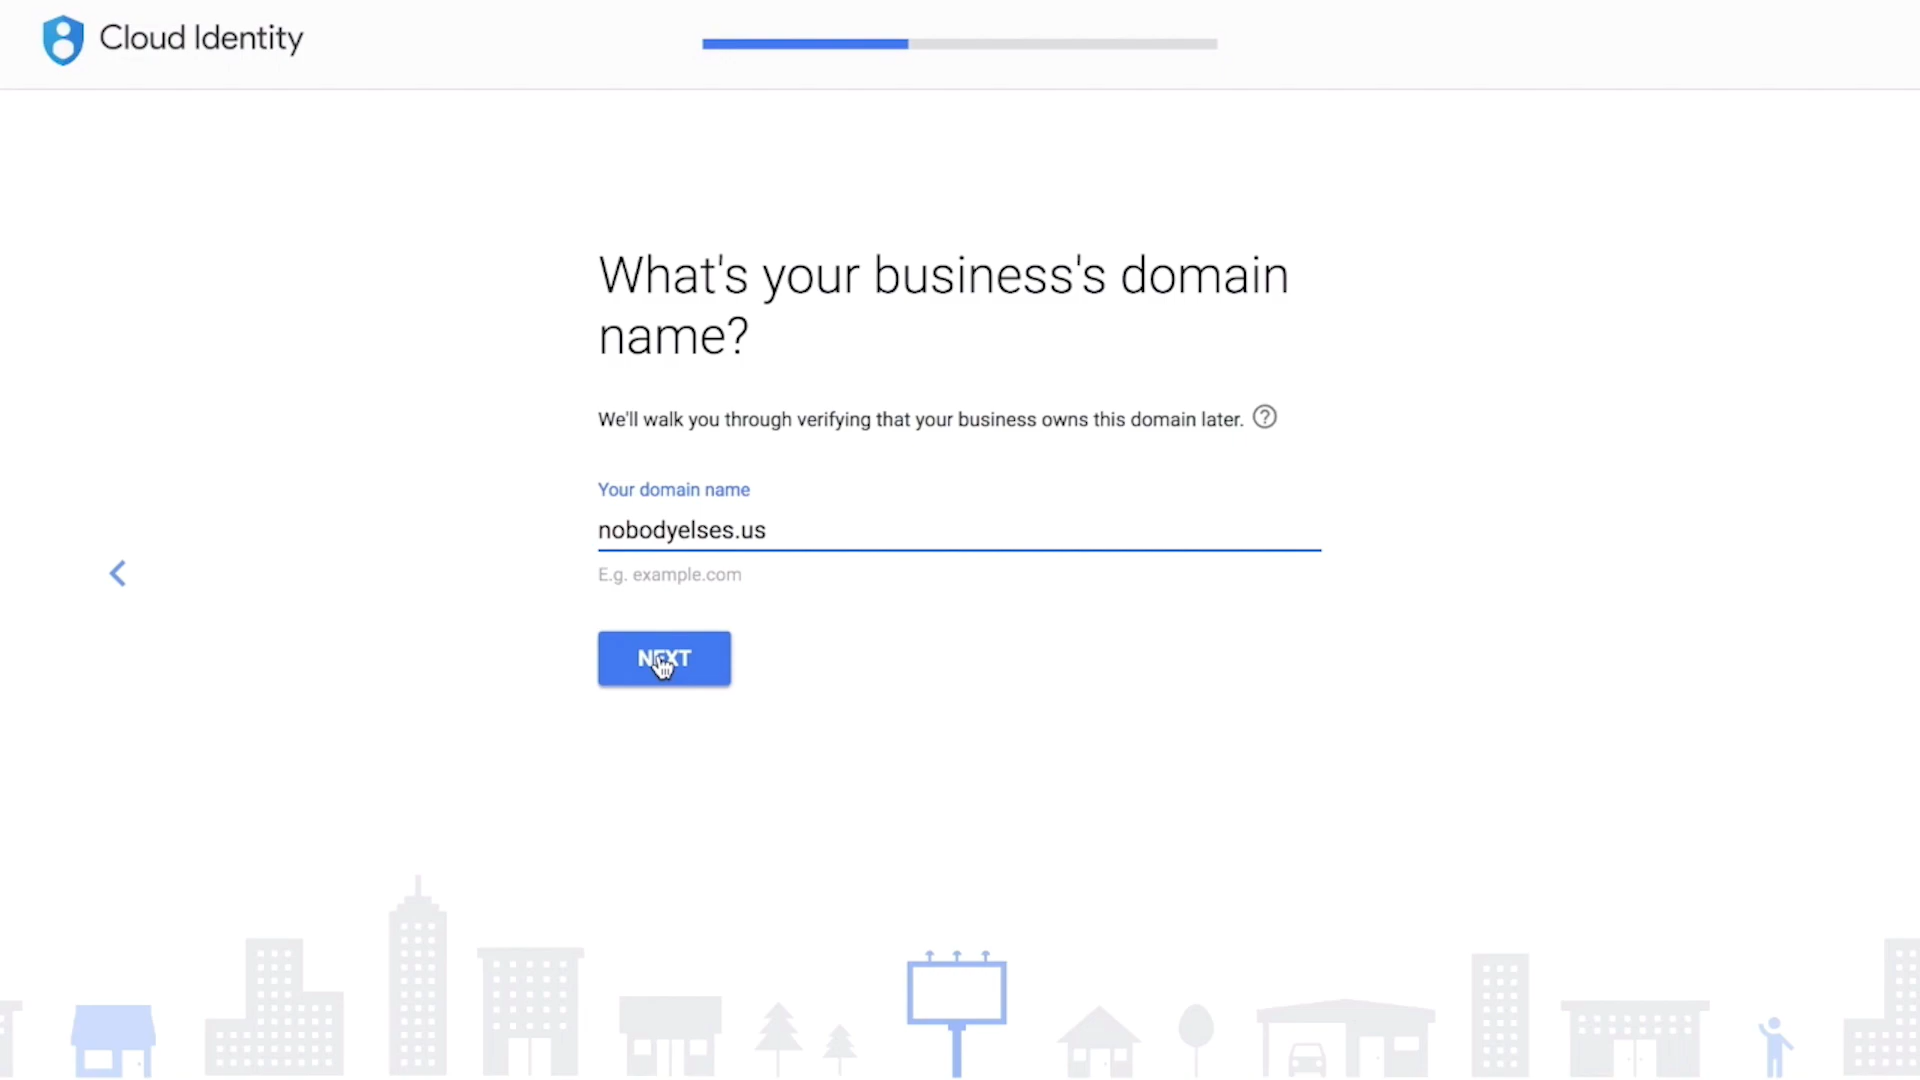 Cloud Identity
What's your business's domain
name?
We'll walk you through verifying that your business owns this domain later.
Your domain name
nobodyelses.us
E.g. example.com
NEXT